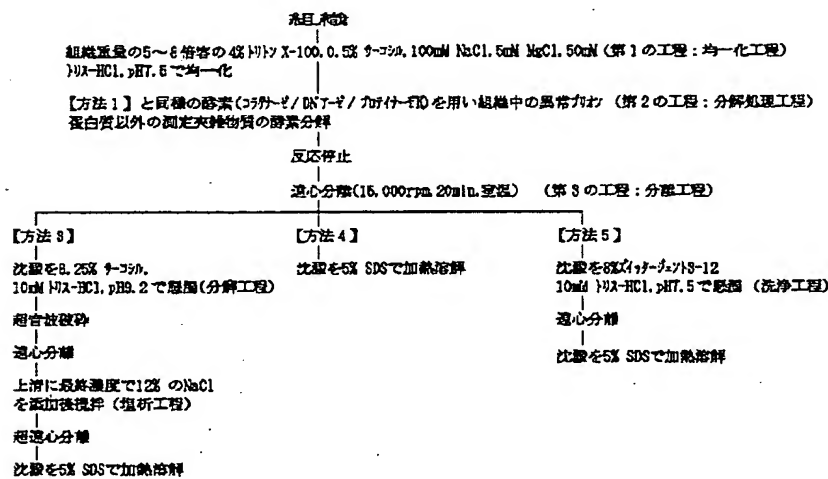 組織検体
組織重量の5～8倍容の4%トリトン X-100.0.5% サーコシル. 100mM NaCl.5mM MgCl.50mM (第1の工程：均一化工程)
トリス-HCl. pH7.5で均一化
【方法1】と同様の酵素(コラゲナーゼ/DNアーゼ/プロテイナーゼK)を用い組織中の異常プリオン (第2の工程：分解処理工程)
蛋白質以外の測定夾雑物質の酵素分解
反応停止
遠心分離(15,000rpm.20min.室温) (第3の工程：分離工程)
【方法3】
沈澱を6.25% サーコシル.
10mMトリス-HCl. pH9.2で懸濁(分解工程)
超音波破砕
遠心分離
上清に最終濃度で12%のNaCl
を添加後撹拌 (塩析工程)
超遠心分離
沈澱を5% SDSで加熱溶解
【方法4】
沈澱を5% SDSで加熱溶解
【方法5】
沈澱を8%ズイッタージェント3-12
10mM トリス-HCl. pH7.5で懸濁 (洗浄工程)
遠心分離
沈澱を5% SDSで加熱溶解